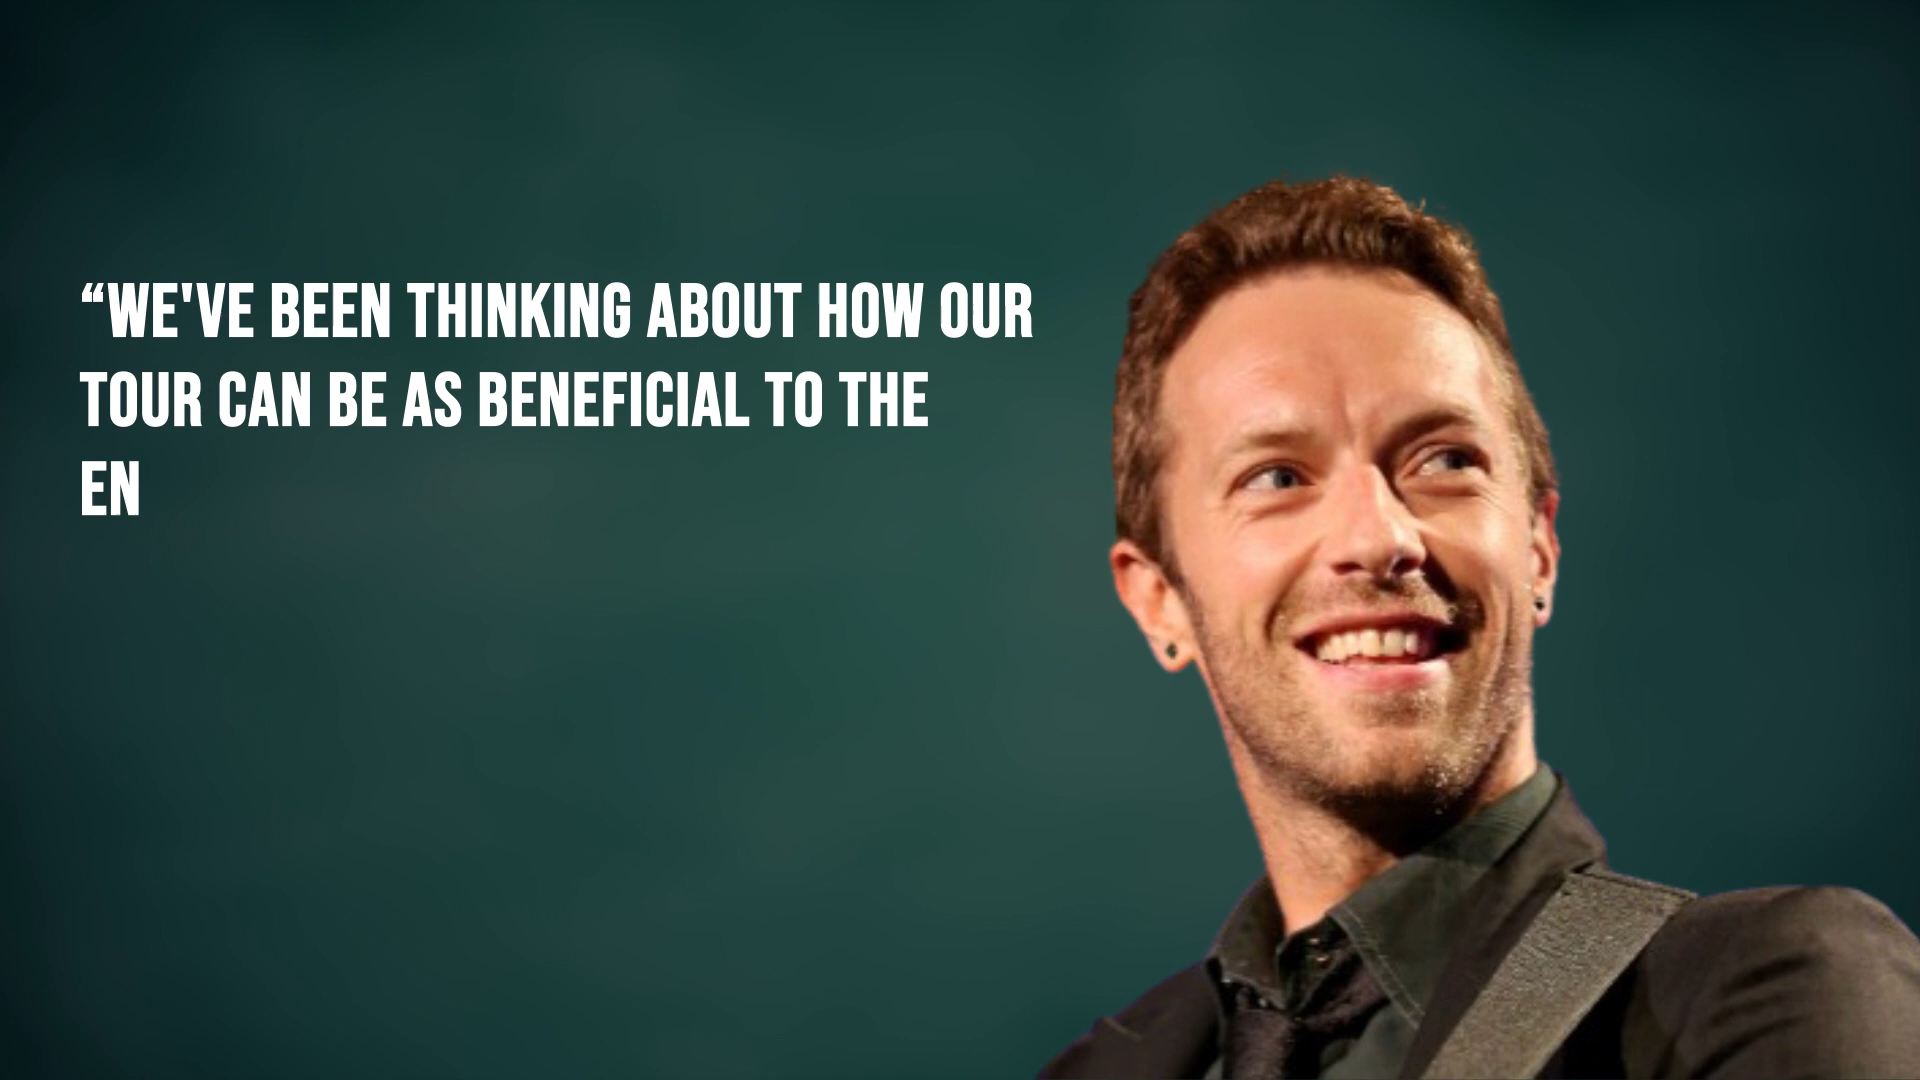 “WE'VE BEEN THINKING ABOUT HOW OUR
TOUR CAN BE AS BENEFICIAL TO THE
EN